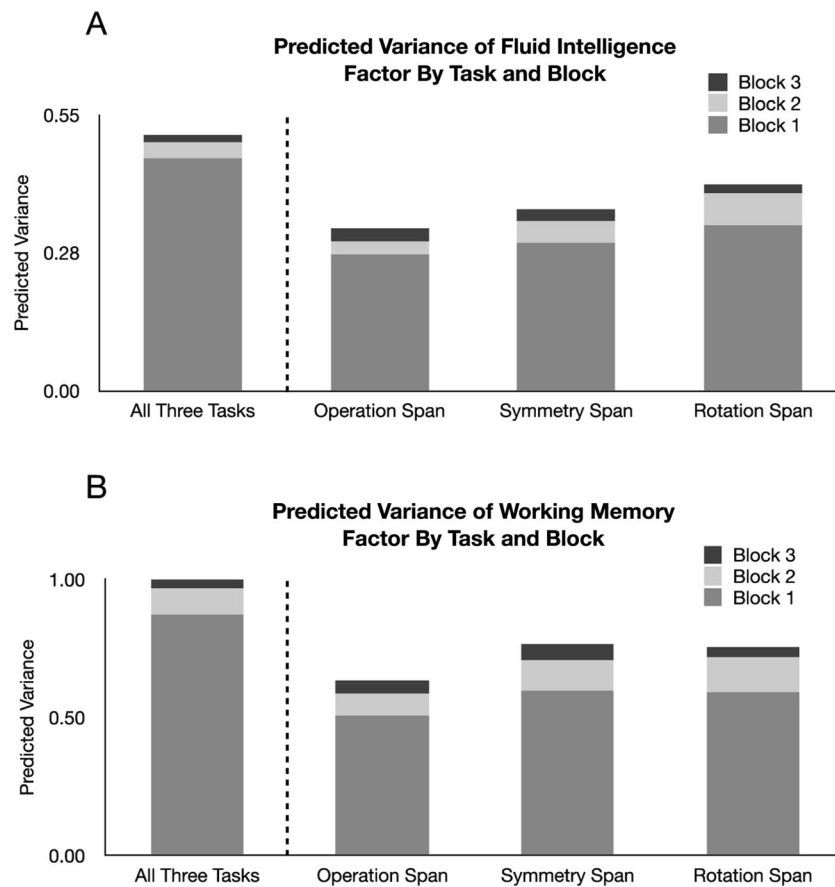 A
Predicted Variance of Fluid Intelligence
Factor By Task and Block
Block 3
Block 2
Block 1
0.55
0.28
0.00
Predicted Variance
All Three Tasks
Operation Span
Symmetry Span
Rotation Span
B
Predicted Variance of Working Memory
Factor By Task and Block
Block 3
Block 2
Block 1
1.00
0.50
0.00
Predicted Variance
All Three Tasks
Operation Span
Symmetry Span
Rotation Span